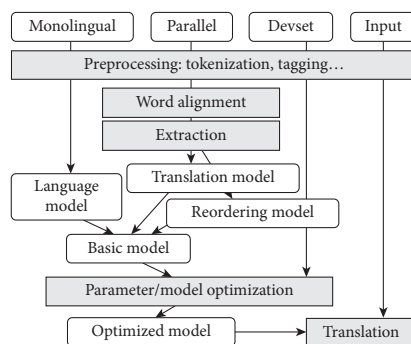 Monolingual
Parallel
Devset
Input
Preprocessing: tokenization, tagging…
Word alignment
Extraction
Translation model
Language
model
Reordering model
Basic model
Parameter/model optimization
Optimized model
Translation